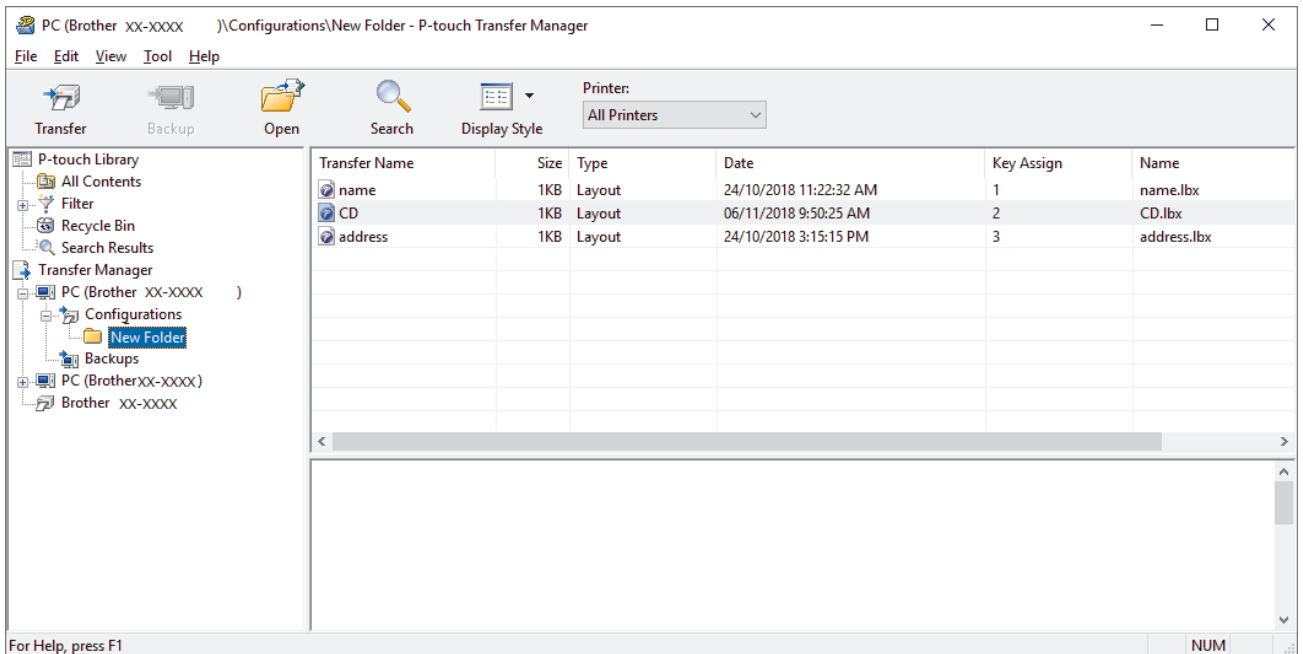 PC (Brother XX-XXXX )\Configurations\New Folder - P-touch Transfer Manager
File Edit View Tool Help
Printer:
All Printers
Transfer Backup Open Search Display Style
P-touch Library
All Contents
Filter
Recycle Bin
Search Results
Transfer Manager
PC (Brother XX-XXXX )
Configurations
New Folder
Backups
PC (BrotherXX-XXXX)
Brother XX-XXXX
Transfer Name Size Type Date Key Assign Name
name 1KB Layout 24/10/2018 11:22:32 AM 1 name.lbx
CD 1KB Layout 06/11/2018 9:50:25 AM 2 CD.lbx
address 1KB Layout 24/10/2018 3:15:15 PM 3 address.lbx
For Help, press F1 NUM